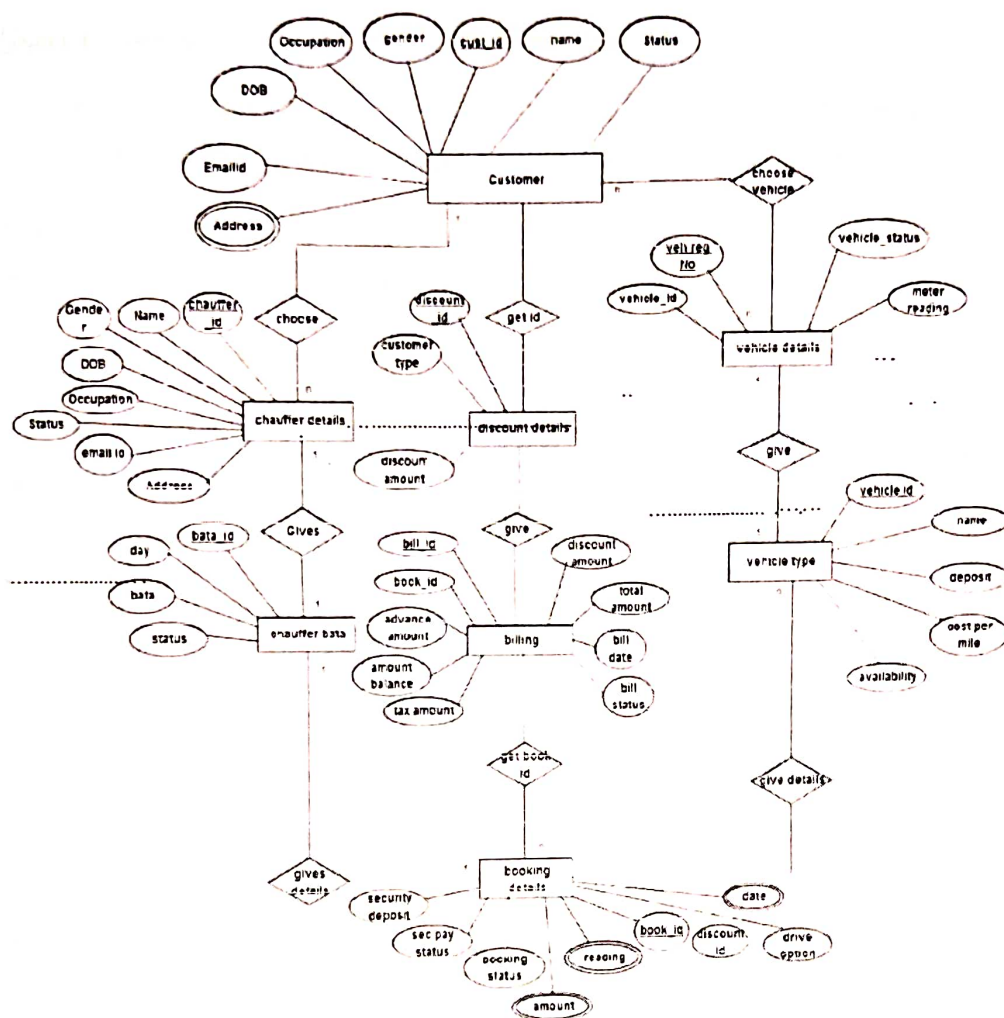 Occupation
gender
cust_id
name
Status
DOB
Emailid
Address
Customer
choose
vehicle
veh reg
No
vehicle_status
vehicle_id
meter
reading
vehicle details
Gende
r
Name
chauffer
_id
choose
discount
_id
get id
customer
type
DOB
Occupation
Status
email id
Address
chauffer details
discount details
discount
amount
give
vehicle id
name
vehicle type
deposit
cost per
mile
availability
day
bata_id
Gives
bata
status
chauffer bata
bill_id
give
discount
amount
book_id
total
amount
advance
amount
billing
bill
date
amount
balance
bill
status
tax amount
get book
id
give details
gives
details
booking
details
security
deposit
date
sec pay
status
book_id
discount
id
drive
option
booking
status
reading
amount